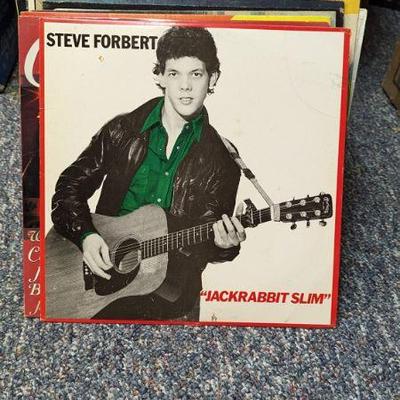 STEVE FORBERT
"JACKRABBIT SLIM"